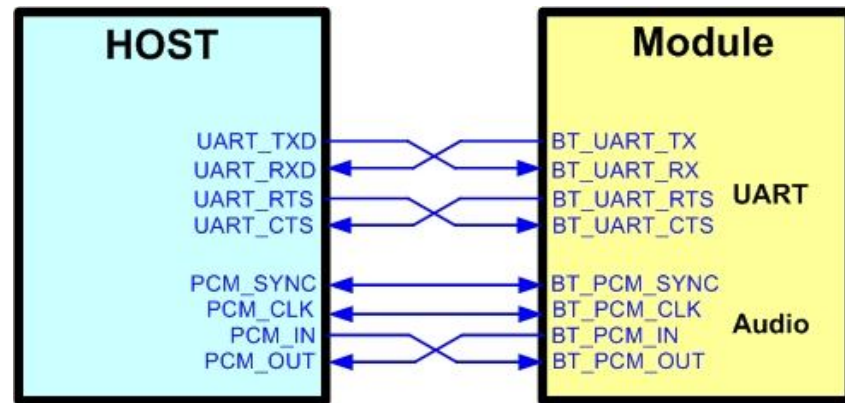 HOST
Module
UART_TXD
BT_UART_TX
UART_RXD
BT_UART_RX
UART_RTS
BT_UART_RTS
UART
UART_CTS
BT_UART_CTS
PCM_SYNC
BT_PCM_SYNC
PCM_CLK
BT_PCM_CLK
Audio
PCM_IN
BT_PCM_IN
PCM_OUT
BT_PCM_OUT